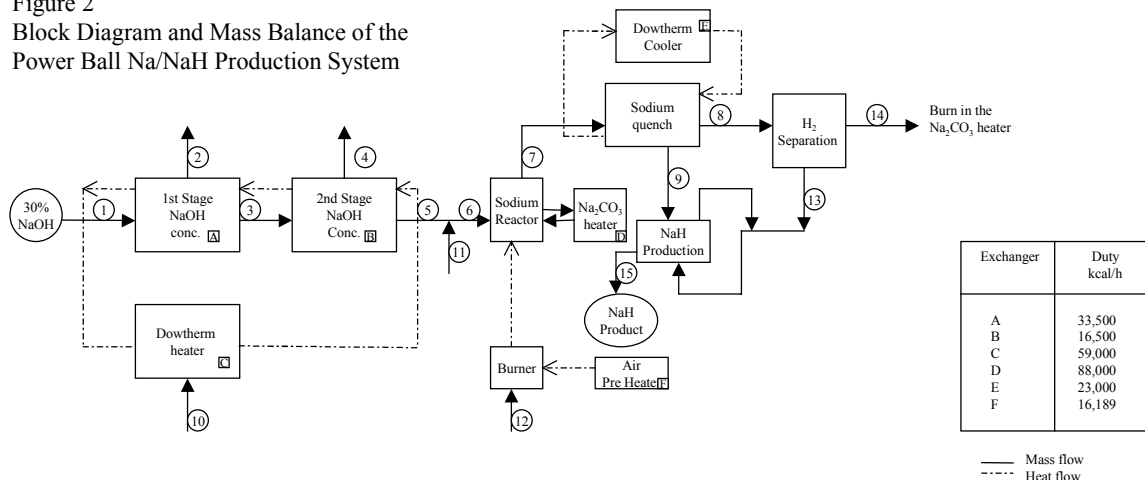 Figure 2
Block Diagram and Mass Balance of the
Power Ball Na/NaH Production System
Dowtherm
Cooler
E
Sodium
quench
8
H2
Separation
14
Burn in the
Na2CO3 heater
2
4
7
9
13
30%
NaOH
1
1st Stage
NaOH
conc.
A
3
2nd Stage
NaOH
Conc.
B
5
6
11
Sodium
Reactor
Na2CO3
heater
D
NaH
Production
15
NaH
Product
Dowtherm
heater
C
10
Burner
12
Air
Pre Heater
F
Exchanger Duty
kcal/h
A 33,500
B 16,500
C 59,000
D 88,000
E 23,000
F 16,189
Mass flow
Heat flow